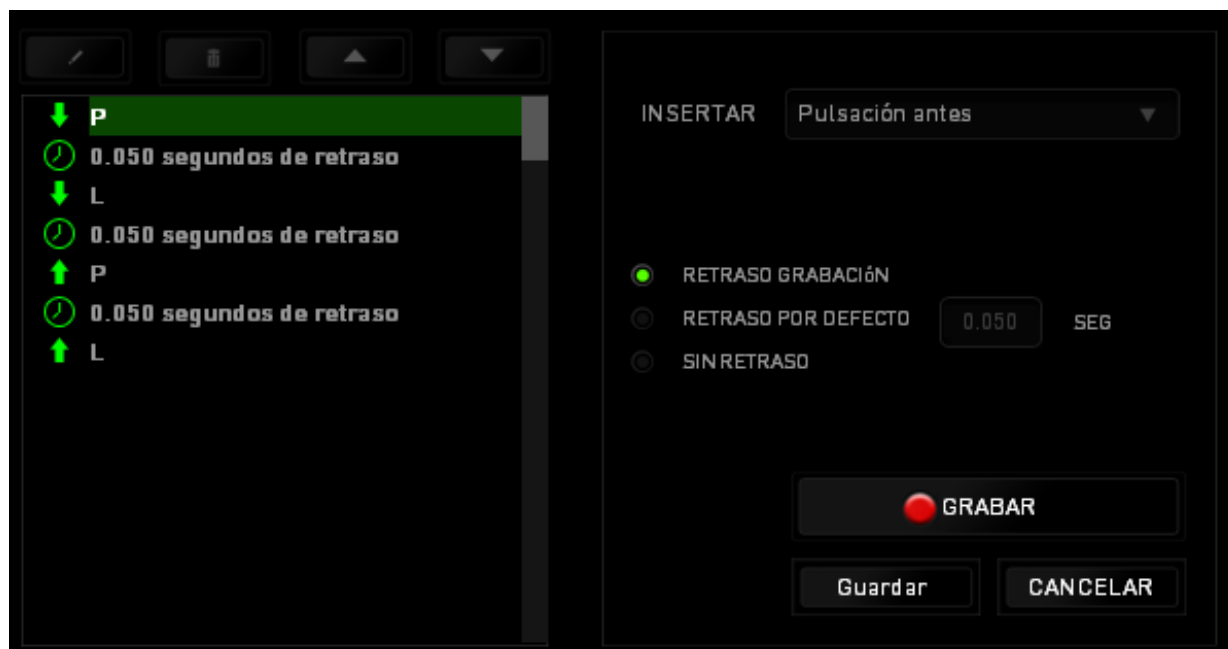 P
0.050 segundos de retraso
L
0.050 segundos de retraso
P
0.050 segundos de retraso
L
INSERTAR Pulsación antes
RETRASO GRABACIóN
RETRASO POR DEFECTO 0.050 SEG
SIN RETRASO
GRABAR
Guardar CANCELAR